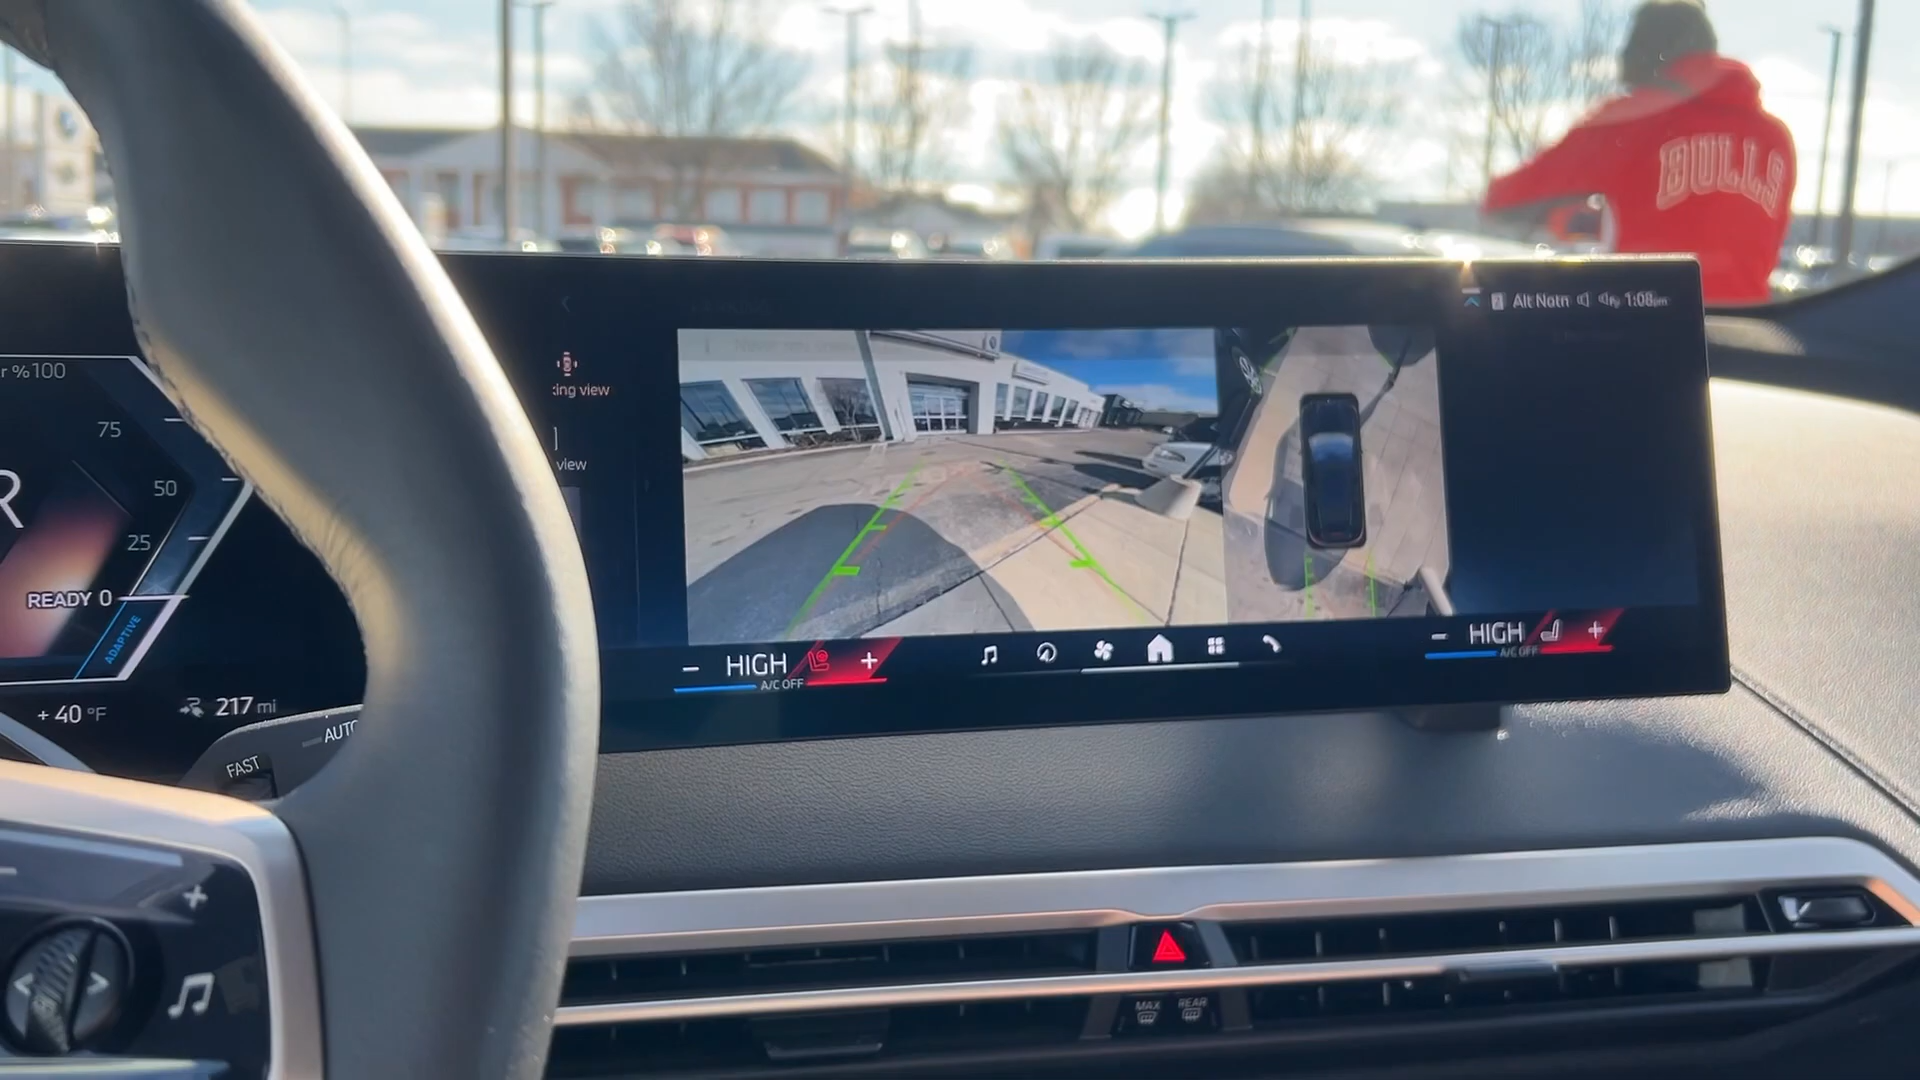 BULLS
Alt Natn
1:08pm
r %100
ing view
view
75
50
R
25
READY 0
ADAPTIVE
+ 40 °F
217 mi
AUTO
FAST
− HIGH +
A/C OFF
− HIGH +
A/C OFF
+
MAX
REAR